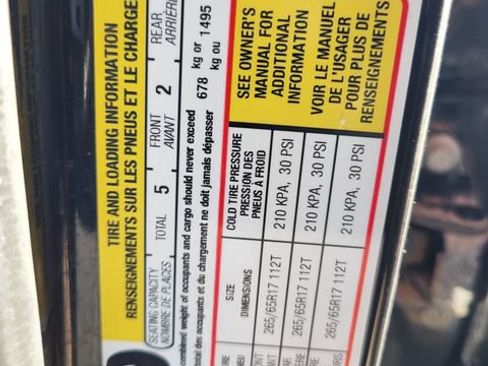 TIRE AND LOADING INFORMATION
RENSEIGNEMENTS SUR LES PNEUS ET LE CHARGE
SEATING CAPACITY
NOMBRE DE PLACES
TOTAL 5
FRONT
AVANT
2
REAR
ARRIÈRE
combined weight of occupants and cargo should never exceed
total des occupants et du chargement ne doit jamais dépasser
678 kg or 1495
kg ou
SIZE
DIMENSIONS
COLD TIRE PRESSURE
PRESSION DES
PNEUS À FROID
265/65R17 112T
210 KPA, 30 PSI
265/65R17 112T
210 KPA, 30 PSI
265/65R17 112T
210 KPA, 30 PSI
SEE OWNER'S
MANUAL FOR
ADDITIONAL
INFORMATION
VOIR LE MANUEL
DE L'USAGER
POUR PLUS DE
RENSEIGNEMENTS